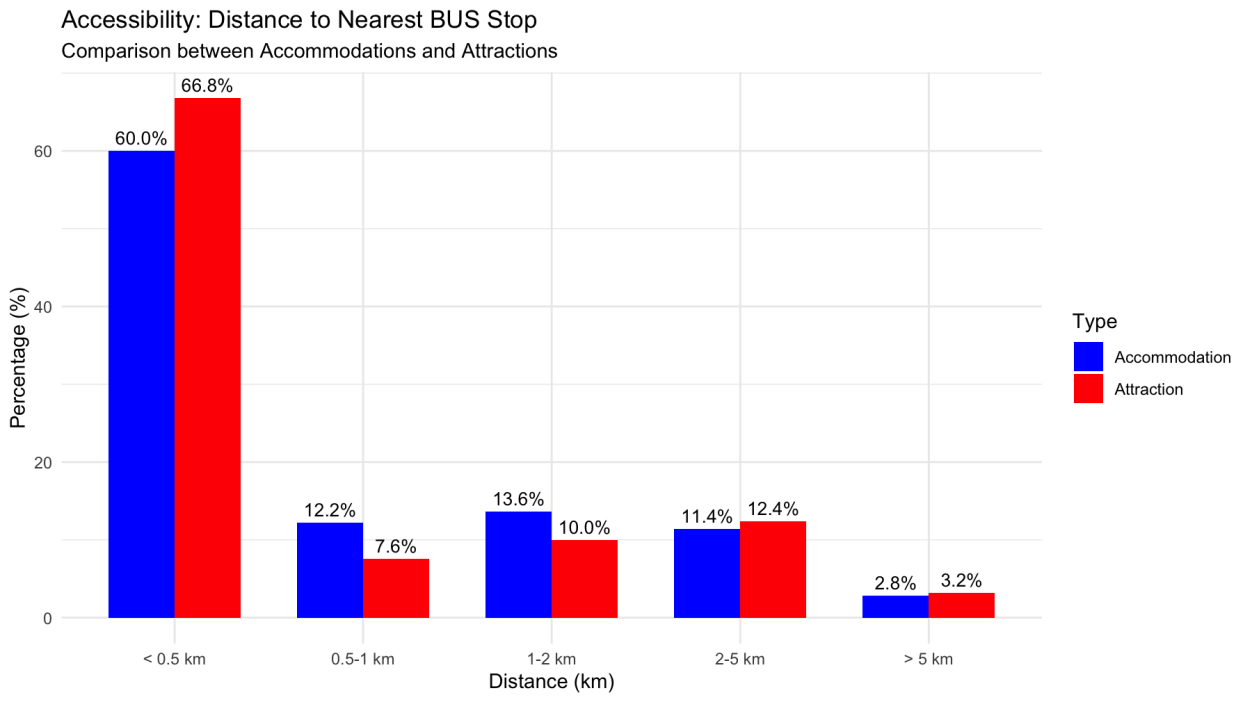 Accessibility: Distance to Nearest BUS Stop
Comparison between Accommodations and Attractions
66.8%
60.0%
12.2%
7.6%
13.6%
10.0%
11.4%
12.4%
2.8%
3.2%
60
40
20
0
Percentage (%)
< 0.5 km
0.5-1 km
1-2 km
2-5 km
> 5 km
Distance (km)
Type
Accommodation
Attraction